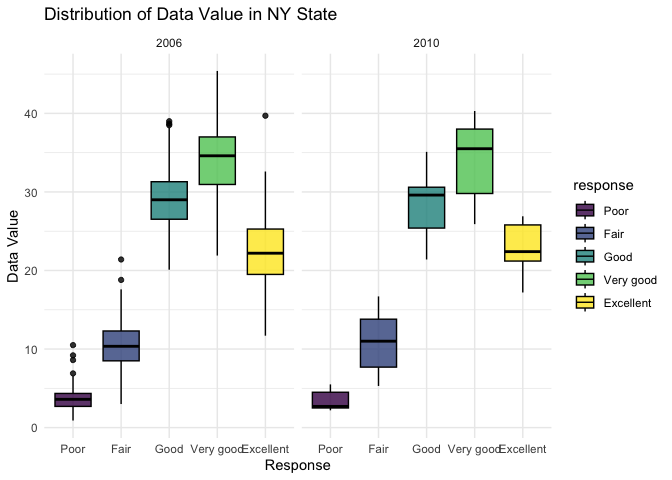 Distribution of Data Value in NY State
2006
2010
40
30
20
10
0
Data Value
Poor
Fair
Good
Very good
Excellent
Poor
Fair
Good
Very good
Excellent
Response
response
Poor
Fair
Good
Very good
Excellent